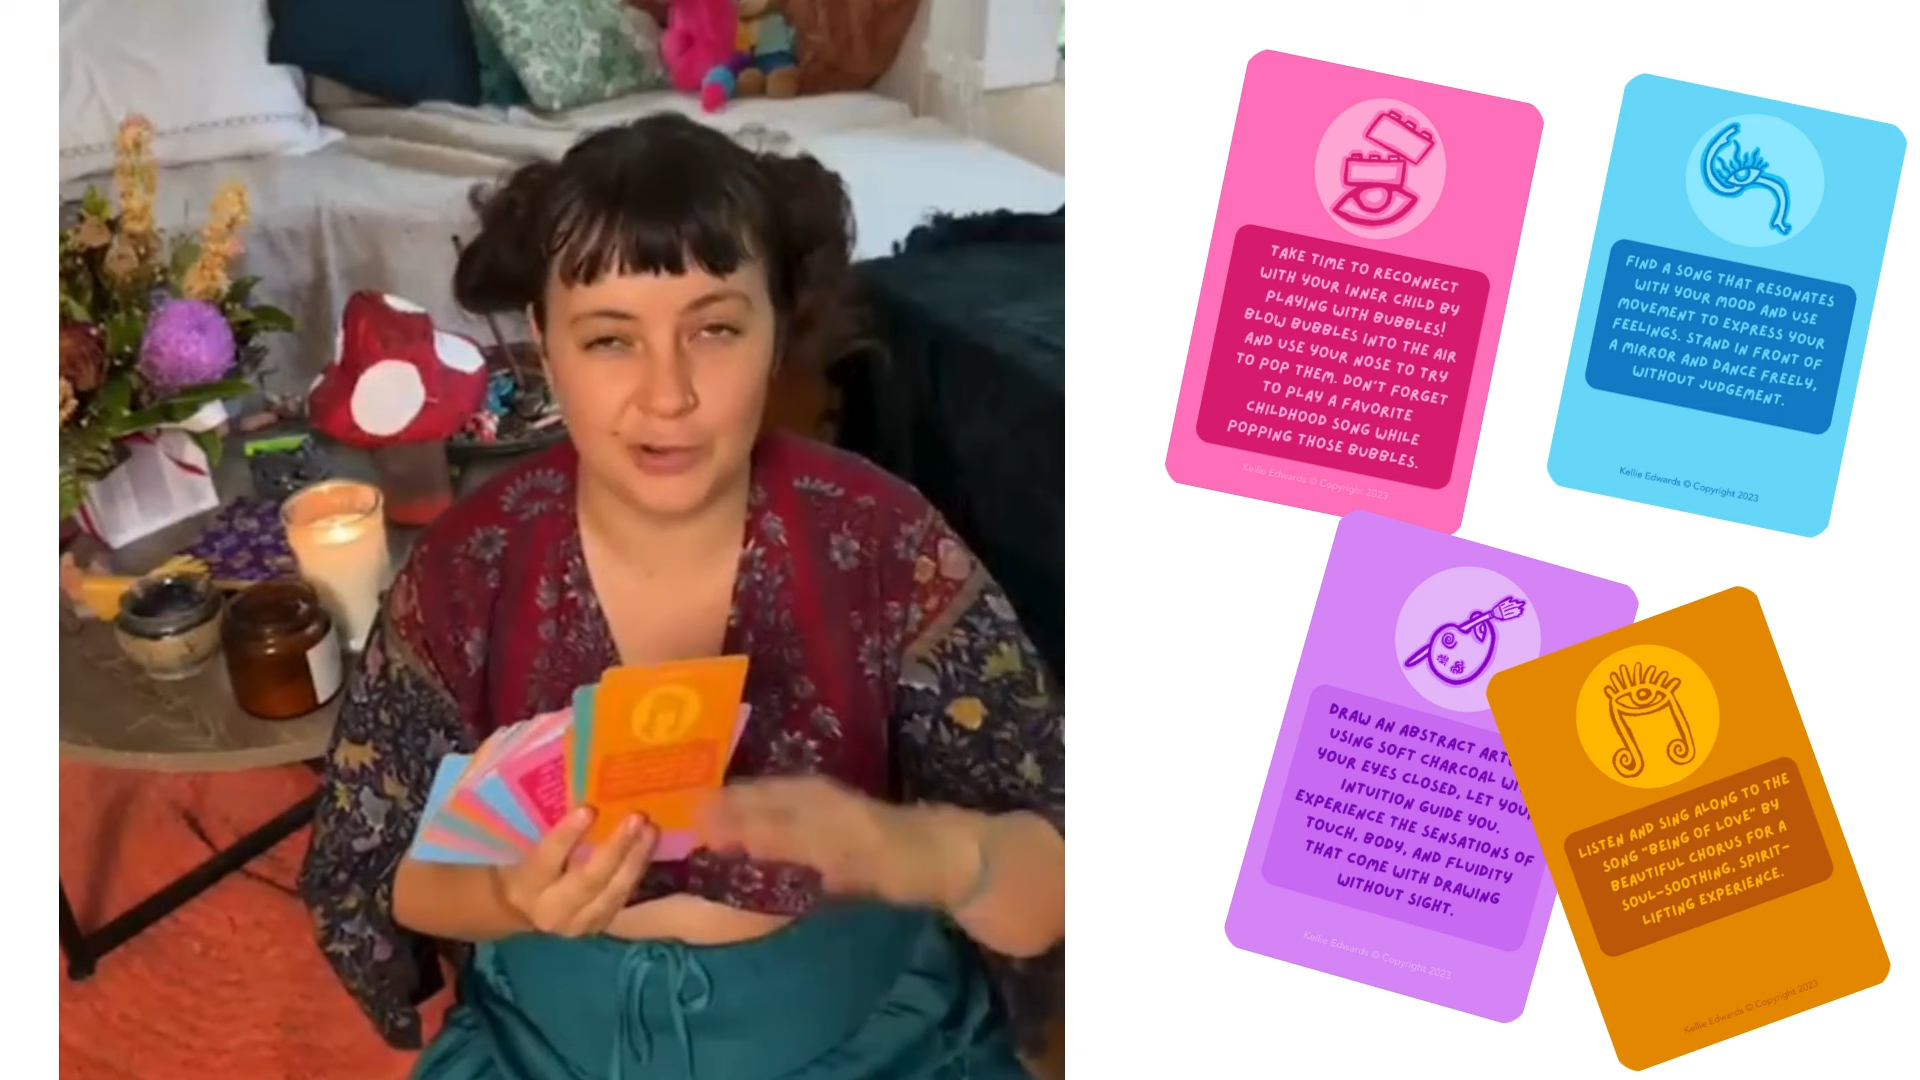 TAKE TIME TO RECONNECT
WITH YOUR INNER CHILD BY
PLAYING WITH BUBBLES!
BLOW BUBBLES INTO THE AIR
AND USE YOUR NOSE TO TRY
TO POP THEM. DON'T FORGET
TO PLAY A FAVORITE
CHILDHOOD SONG WHILE
POPPING THOSE BUBBLES.
Kellie Edwards © Copyright 2023
FIND A SONG THAT RESONATES
WITH YOUR MOOD AND USE
MOVEMENT TO EXPRESS YOUR
FEELINGS. STAND IN FRONT OF
A MIRROR AND DANCE FREELY,
WITHOUT JUDGEMENT.
Kellie Edwards © Copyright 2023
DRAW AN ABSTRACT
USING SOFT CHARCOAL
YOUR EYES CLOSED, LET YOUR
INTUITION GUIDE YOU.
EXPERIENCE THE SENSATIONS OF
TOUCH, BODY, AND FLUIDITY
THAT COME WITH DRAWING
WITHOUT SIGHT.
Kellie Edwards © Copyright 2023
LISTEN AND SING ALONG TO THE
SONG "BEING OF LOVE" BY
BEAUTIFUL CHORUS FOR A
SOUL-SOOTHING, SPIRIT-
LIFTING EXPERIENCE.
Kellie Edwards © Copyright 2023